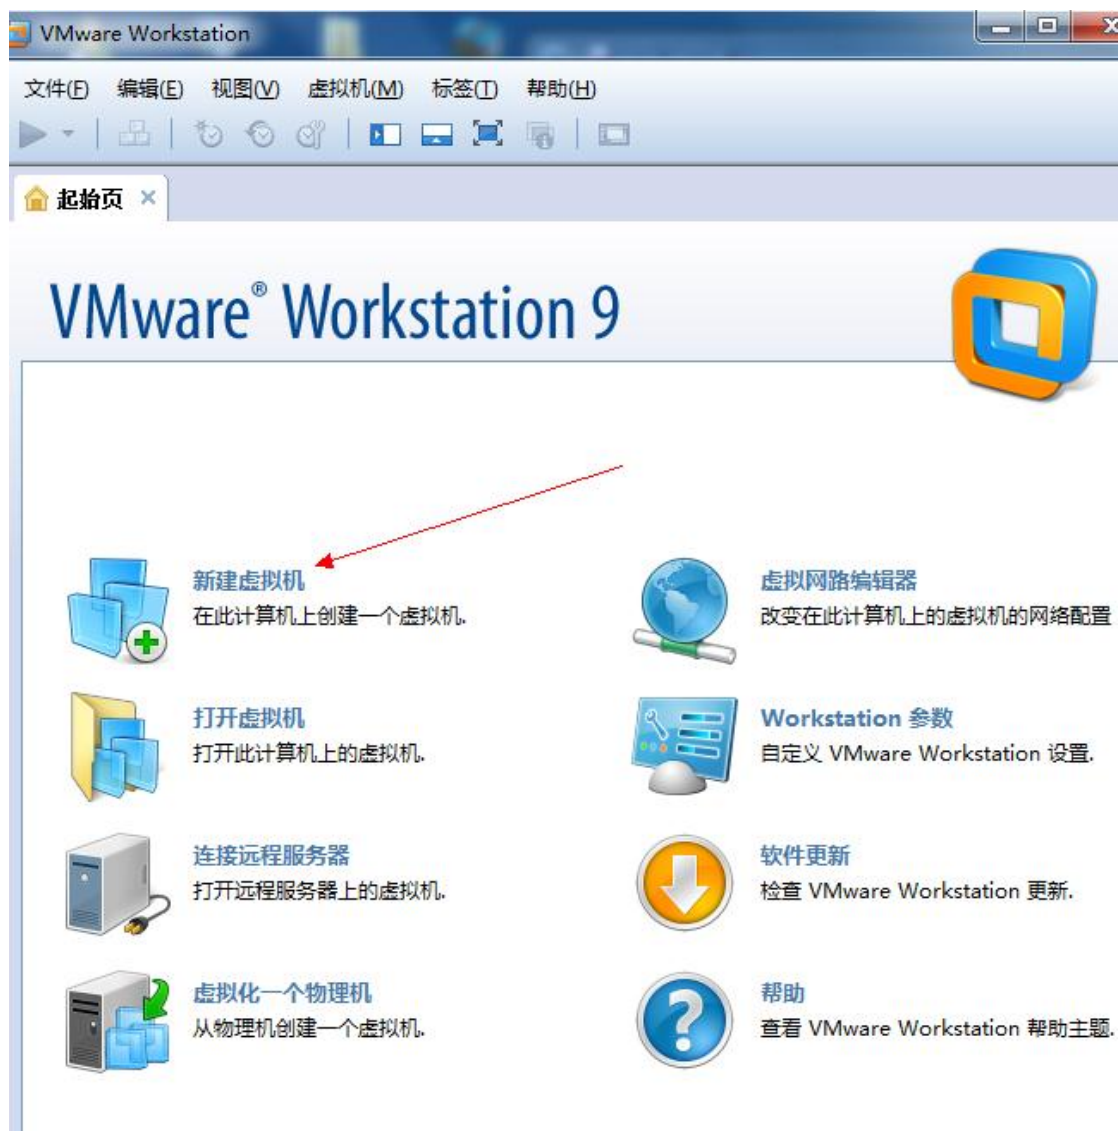 VMware Workstation
文件(F) 编辑(E) 视图(V) 虚拟机(M) 标签(T) 帮助(H)
起始页
VMware® Workstation 9
新建虚拟机
在此计算机上创建一个虚拟机.
虚拟网路编辑器
改变在此计算机上的虚拟机的网络配置
打开虚拟机
打开此计算机上的虚拟机.
Workstation 参数
自定义 VMware Workstation 设置.
连接远程服务器
打开远程服务器上的虚拟机.
软件更新
检查 VMware Workstation 更新.
虚拟化一个物理机
从物理机创建一个虚拟机.
帮助
查看 VMware Workstation 帮助主题.